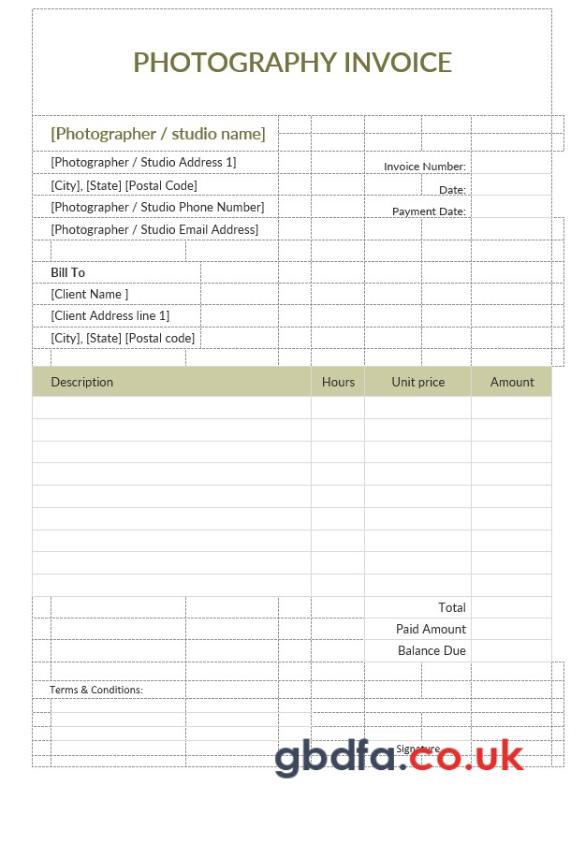 PHOTOGRAPHY INVOICE
[Photographer / studio name]
[Photographer / Studio Address 1]
Invoice Number:
[City], [State] [Postal Code]
Date:
[Photographer / Studio Phone Number]
Payment Date:
[Photographer / Studio Email Address]
Bill To
[Client Name ]
[Client Address line 1]
[City], [State] [Postal code]
Description Hours Unit price Amount
Total
Paid Amount
Balance Due
Terms & Conditions:
Signature
gbdfa.co.uk